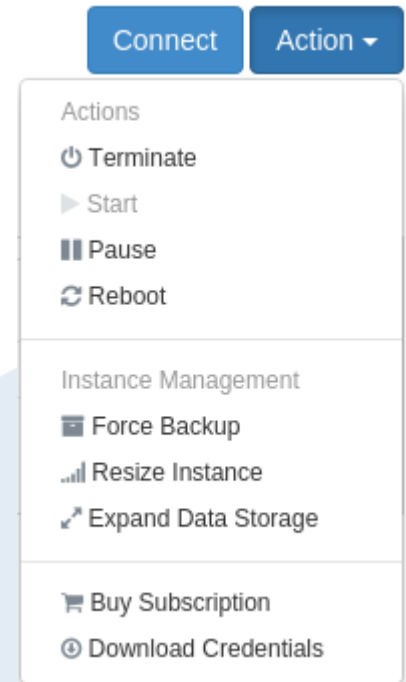 Connect Action
Actions
Terminate
Start
Pause
Reboot
Instance Management
Force Backup
Resize Instance
Expand Data Storage
Buy Subscription
Download Credentials